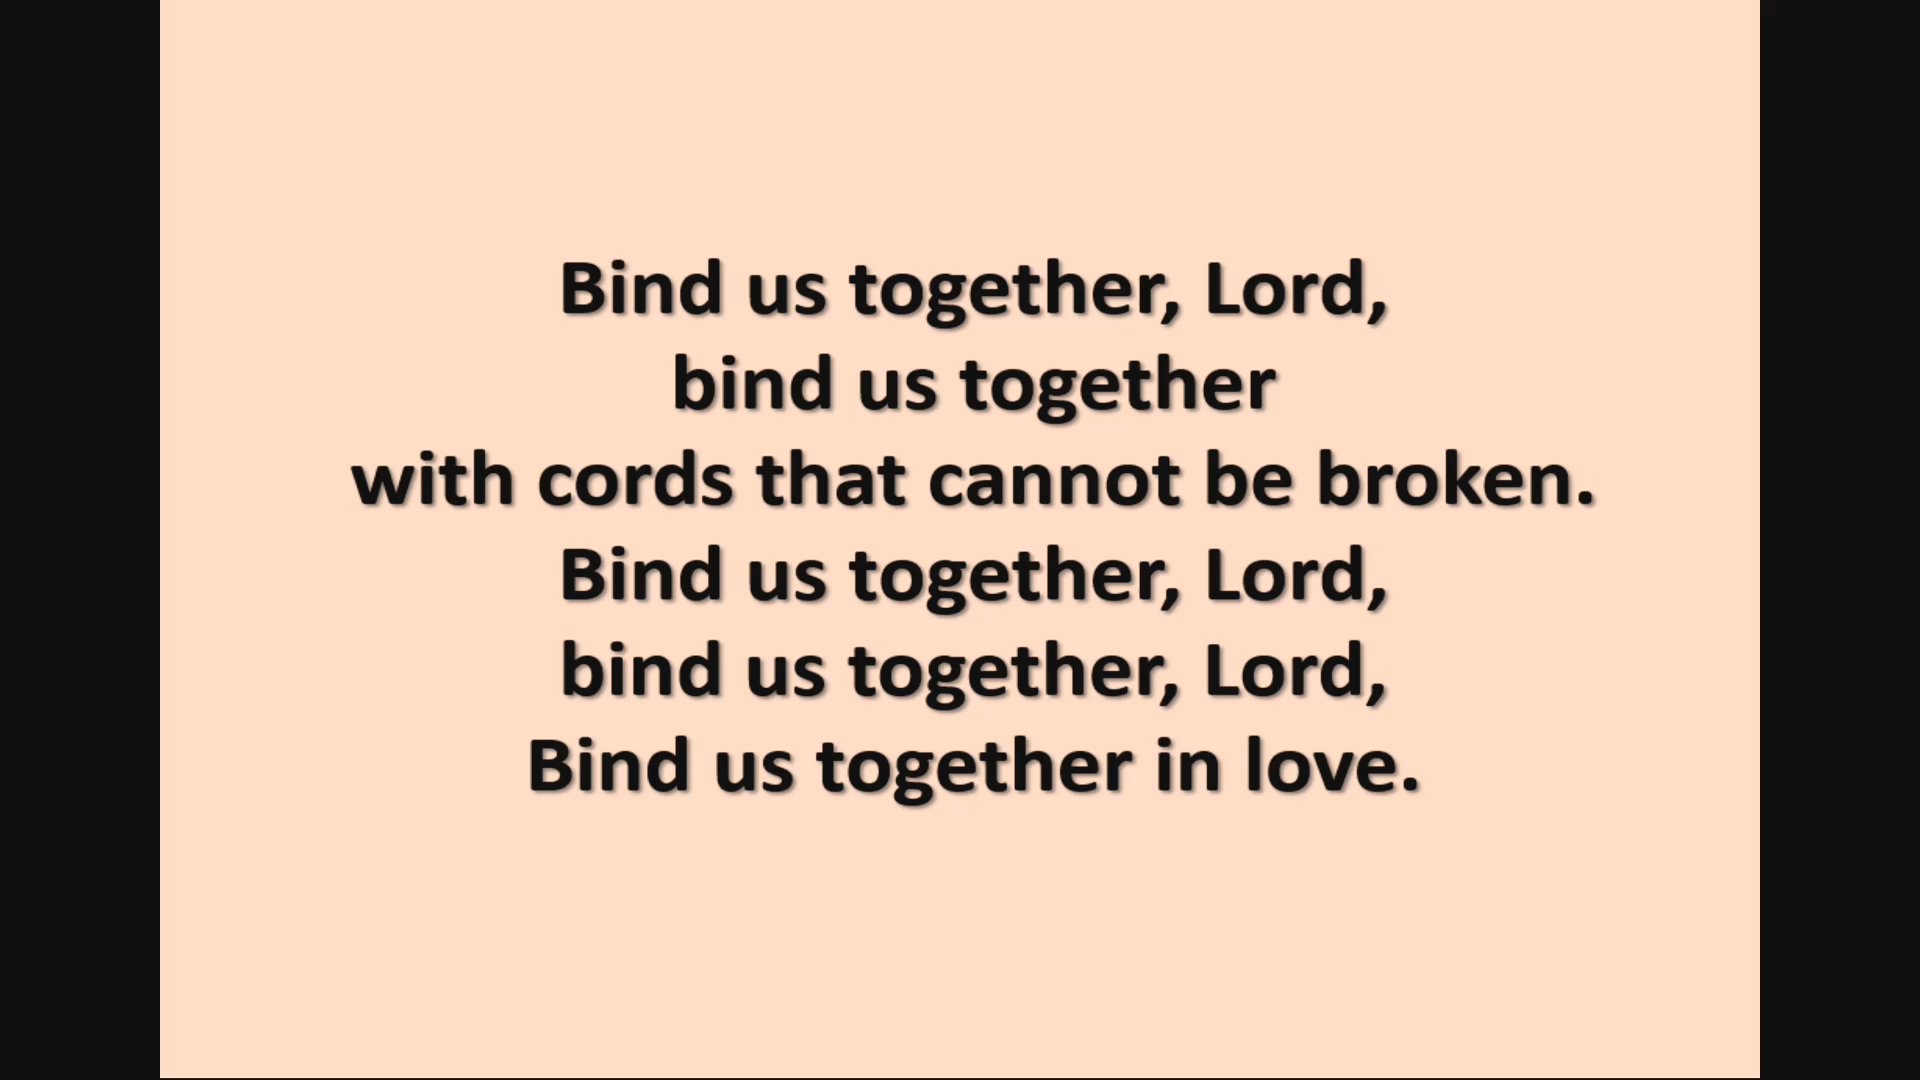 Bind us together, Lord,
bind us together
with cords that cannot be broken.
Bind us together, Lord,
bind us together, Lord,
Bind us together in love.